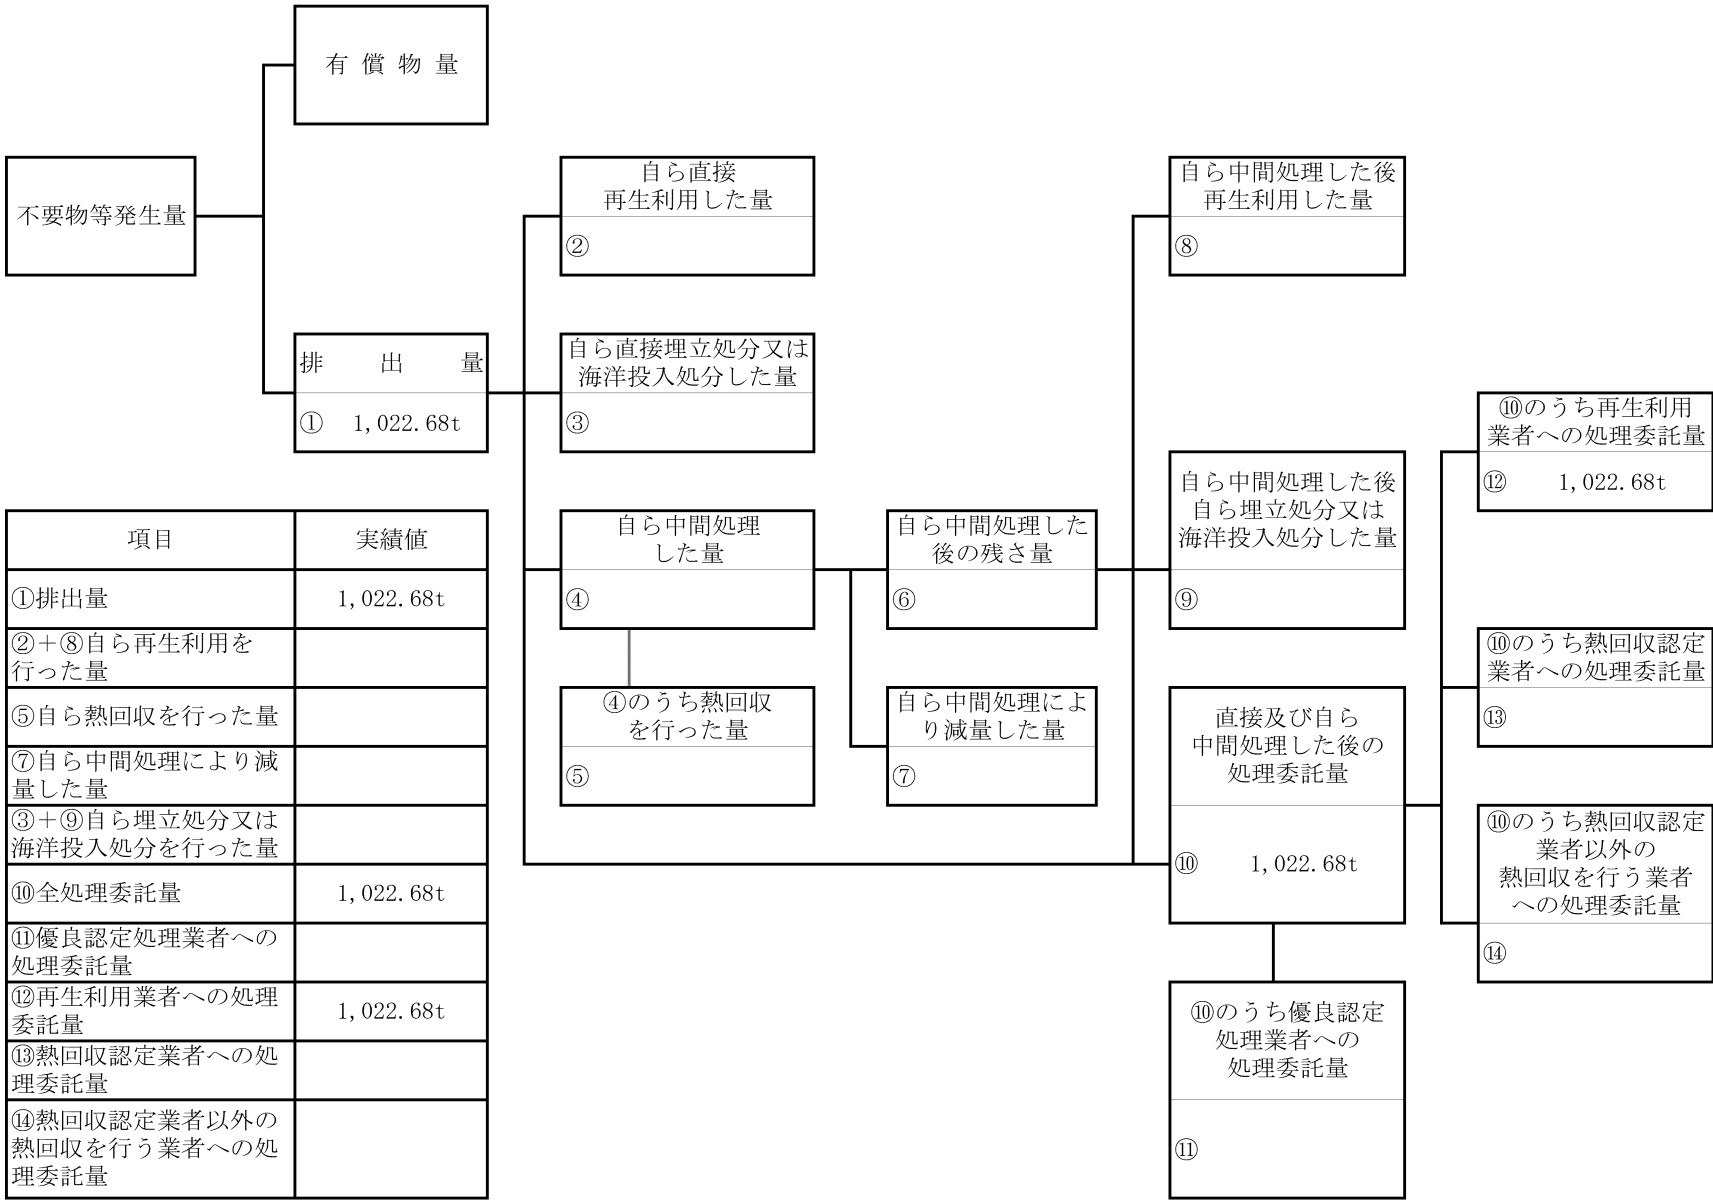 有償物量
不要物等発生量
排出量
① 1,022.68t
自ら直接
再生利用した量
②
自ら直接埋立処分又は
海洋投入処分した量
③
自ら中間処理
した量
④
④のうち熱回収
を行った量
⑤
自ら中間処理した
後の残さ量
⑥
自ら中間処理によ
り減量した量
⑦
自ら中間処理した後
再生利用した量
⑧
自ら中間処理した後
自ら埋立処分又は
海洋投入処分した量
⑨
直接及び自ら
中間処理した後の
処理委託量
⑩ 1,022.68t
⑩のうち優良認定
処理業者への
処理委託量
⑪
⑩のうち再生利用
業者への処理委託量
⑫ 1,022.68t
⑩のうち熱回収認定
業者への処理委託量
⑬
⑩のうち熱回収認定
業者以外の
熱回収を行う業者
への処理委託量
⑭
項目 実績値
①排出量 1,022.68t
②＋⑧自ら再生利用を
行った量
⑤自ら熱回収を行った量
⑦自ら中間処理により減
量した量
③＋⑨自ら埋立処分又は
海洋投入処分を行った量
⑩全処理委託量 1,022.68t
⑪優良認定処理業者への
処理委託量
⑫再生利用業者への処理
委託量 1,022.68t
⑬熱回収認定業者への処
理委託量
⑭熱回収認定業者以外の
熱回収を行う業者への処
理委託量